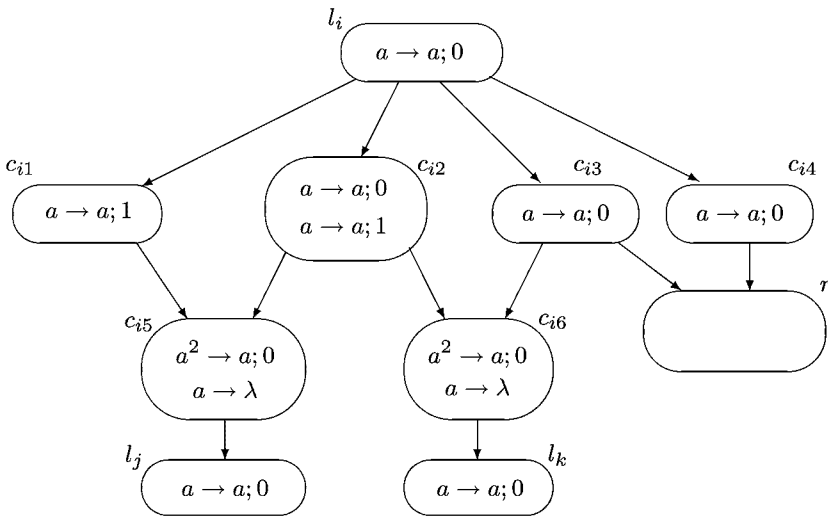 l_i
a → a; 0
c_{i1}
c_{i2}
c_{i3}
c_{i4}
a → a; 1
a → a; 0
a → a; 1
a → a; 0
a → a; 0
r
c_{i5}
c_{i6}
a^2 → a; 0
a → λ
a^2 → a; 0
a → λ
l_j
l_k
a → a; 0
a → a; 0